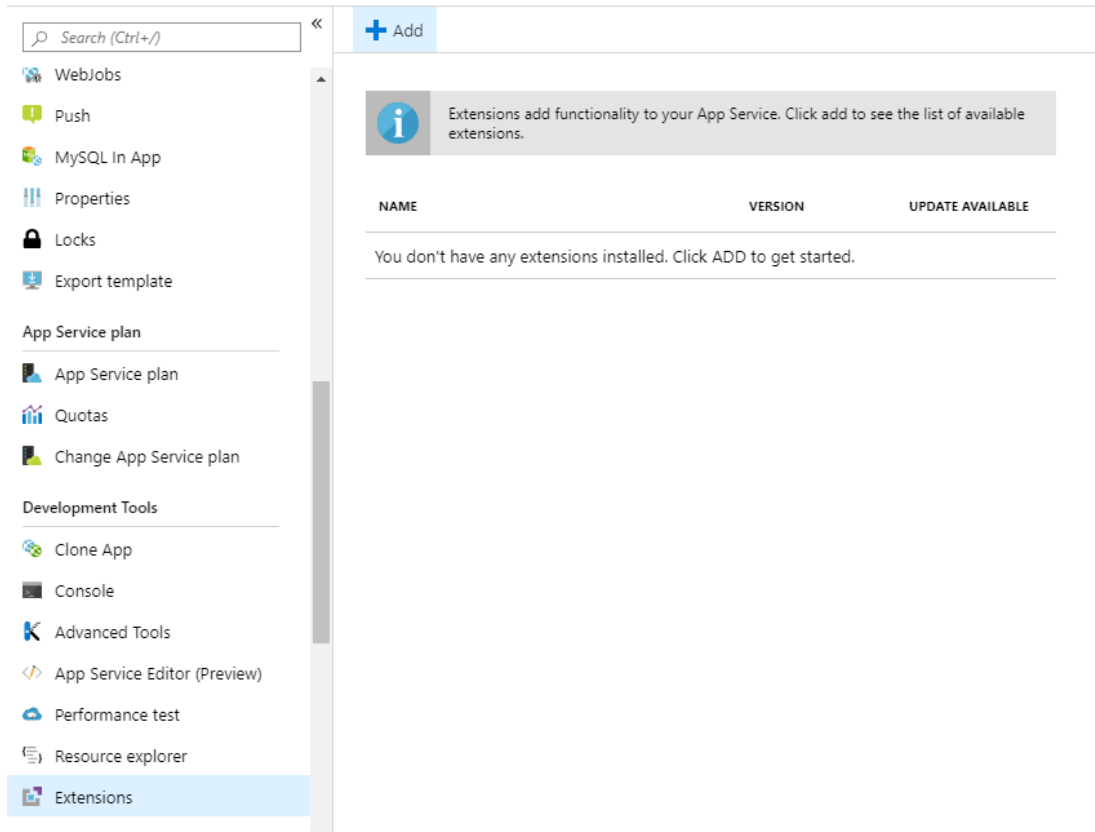 Search (Ctrl+/)
«
WebJobs
Push
MySQL In App
Properties
Locks
Export template
App Service plan
App Service plan
Quotas
Change App Service plan
Development Tools
Clone App
Console
Advanced Tools
App Service Editor (Preview)
Performance test
Resource explorer
Extensions
Add
Extensions add functionality to your App Service. Click add to see the list of available
extensions.
NAME VERSION UPDATE AVAILABLE
You don't have any extensions installed. Click ADD to get started.